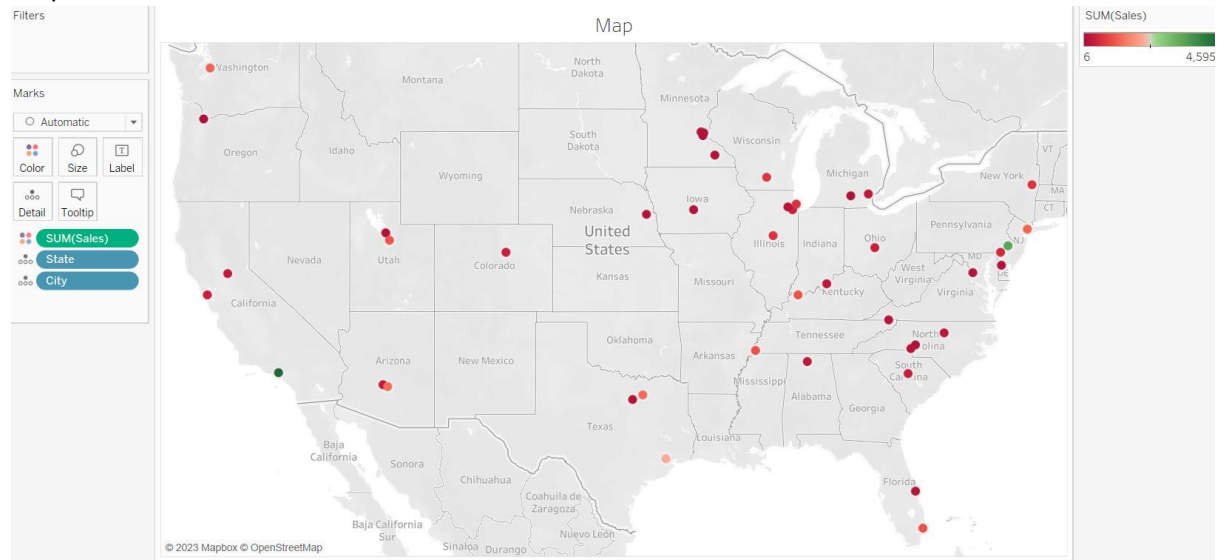 Filters
Map
SUM(Sales)
6 4,595
Marks
Automatic
Color Size Label
Detail Tooltip
SUM(Sales)
State
City
Washington
Montana
North
Dakota
Minnesota
Oregon
Idaho
South
Dakota
Wisconsin
Michigan
VT
New York
MA
CT
Wyoming
Iowa
Nebraska
United
States
Pennsylvania
NJ
Nevada
Utah
Colorado
Kansas
Missouri
Illinois
Indiana
Ohio
West
Virginia
MD
DE
Virginia
Kentucky
California
Arizona
New Mexico
Oklahoma
Arkansas
Tennessee
North
olina
South
Ca ina
Mississippi
Alabama
Georgia
Texas
Louisiana
Florida
Baja
California
Sonora
Chihuahua
Coahuila de
Zaragoza
Baja California
Sur
Sinaloa
Durango
Nuevo León
© 2023 Mapbox © OpenStreetMap